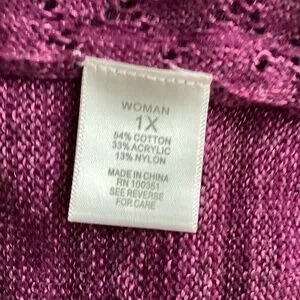 WOMAN
1X
54% COTTON
33% ACRYLIC
13% NYLON
MADE IN CHINA
RN 100351
SEE REVERSE
FOR CARE